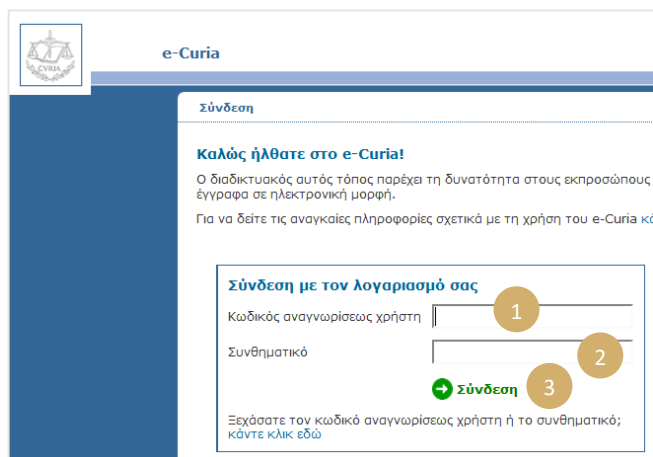 CVRIA
e-Curia
Σύνδεση
Καλώς ήλθατε στο e-Curia!
Ο διαδικτυακός αυτός τόπος παρέχει τη δυνατότητα στους εκπροσώπους
έγγραφα σε ηλεκτρονική μορφή.
Για να δείτε τις αναγκαίες πληροφορίες σχετικά με τη χρήση του e-Curia
Σύνδεση με τον λογαριασμό σας
Κωδικός αναγνωρίσεως χρήστη 1
Συνθηματικό 2
Σύνδεση 3
Ξεχάσατε τον κωδικό αναγνωρίσεως χρήστη ή το συνθηματικό;
κάντε κλικ εδώ